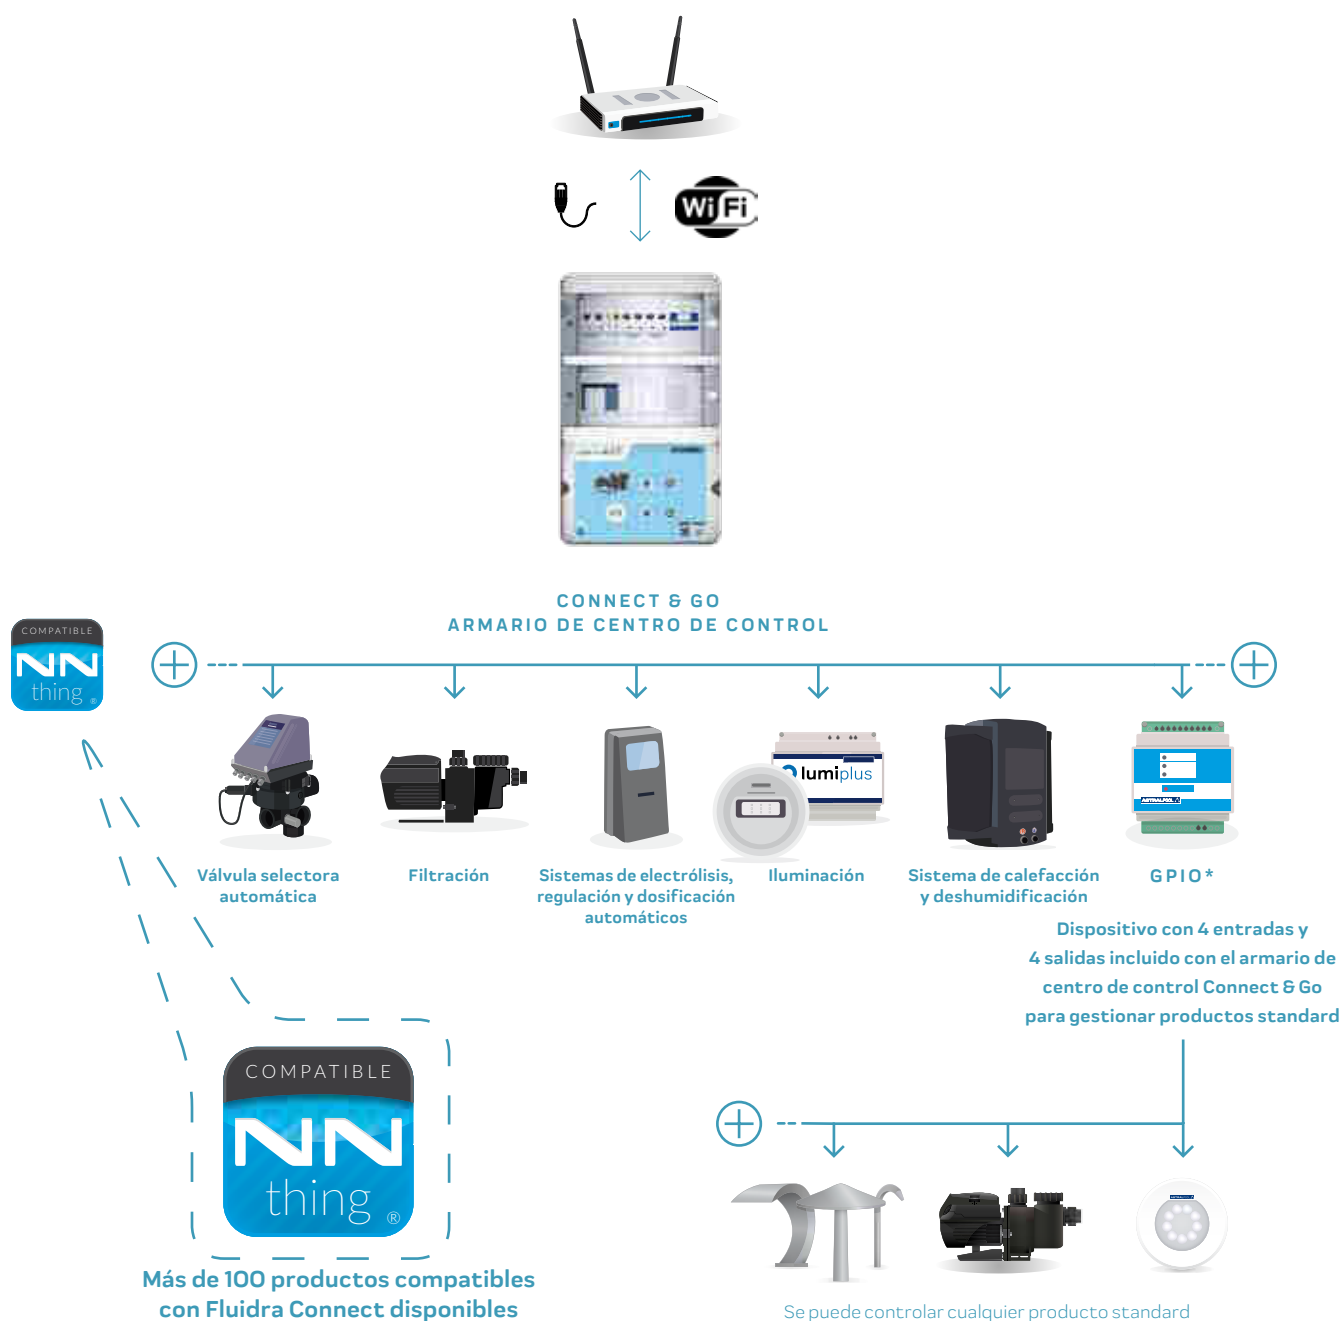 WiFi
CONNECT & GO
ARMARIO DE CENTRO DE CONTROL
COMPATIBLE
NN
thing ®
lumiplus
ASTRALPOOL
Válvula selectora
automática
Filtración
Sistemas de electrólisis,
regulación y dosificación
automáticos
Iluminación
Sistema de calefacción
y deshumidificación
GPIO*
Dispositivo con 4 entradas y
4 salidas incluido con el armario de
centro de control Connect & Go
para gestionar productos standard
COMPATIBLE
NN
thing ®
Más de 100 productos compatibles
con Fluidra Connect disponibles
ASTRALPOOL
Se puede controlar cualquier producto standard